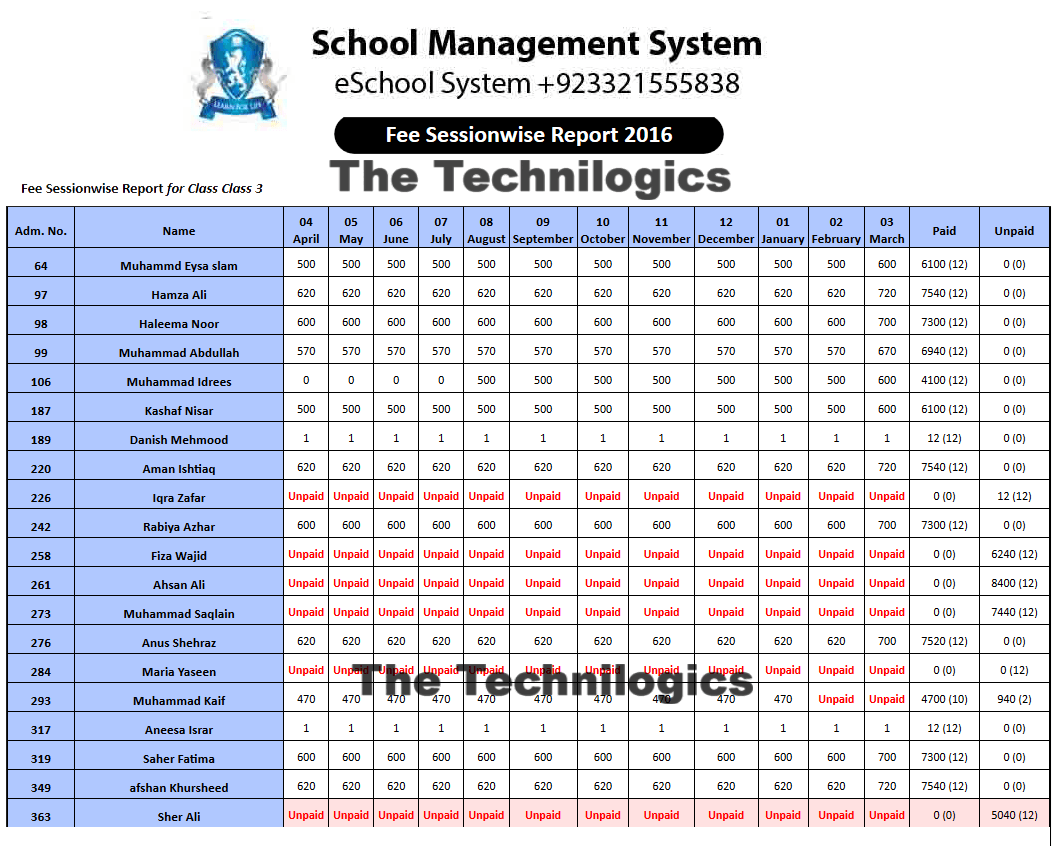 LEARN FOR LIFE
School Management System
eSchool System +923321555838
Fee Sessionwise Report 2016
The Technilogics
Fee Sessionwise Report for Class Class 3
Adm. No. Name 04 April 05 May 06 June 07 July 08 August 09 September 10 October 11 November 12 December 01 January 02 February 03 March Paid Unpaid
64 Muhammd Eysa slam 500 500 500 500 500 500 500 500 500 500 500 600 6100 (12) 0 (0)
97 Hamza Ali 620 620 620 620 620 620 620 620 620 620 620 720 7540 (12) 0 (0)
98 Haleema Noor 600 600 600 600 600 600 600 600 600 600 600 700 7300 (12) 0 (0)
99 Muhammad Abdullah 570 570 570 570 570 570 570 570 570 570 570 670 6940 (12) 0 (0)
106 Muhammad Idrees 0 0 0 0 500 500 500 500 500 500 500 600 4100 (12) 0 (0)
187 Kashaf Nisar 500 500 500 500 500 500 500 500 500 500 500 600 6100 (12) 0 (0)
189 Danish Mehmood 1 1 1 1 1 1 1 1 1 1 1 1 12 (12) 0 (0)
220 Aman Ishtiaq 620 620 620 620 620 620 620 620 620 620 620 720 7540 (12) 0 (0)
226 Iqra Zafar Unpaid Unpaid Unpaid Unpaid Unpaid Unpaid Unpaid Unpaid Unpaid Unpaid Unpaid Unpaid 0 (0) 12 (12)
242 Rabiya Azhar 600 600 600 600 600 600 600 600 600 600 600 700 7300 (12) 0 (0)
258 Fiza Wajid Unpaid Unpaid Unpaid Unpaid Unpaid Unpaid Unpaid Unpaid Unpaid Unpaid Unpaid Unpaid 0 (0) 6240 (12)
261 Ahsan Ali Unpaid Unpaid Unpaid Unpaid Unpaid Unpaid Unpaid Unpaid Unpaid Unpaid Unpaid Unpaid 0 (0) 8400 (12)
273 Muhammad Saqlain Unpaid Unpaid Unpaid Unpaid Unpaid Unpaid Unpaid Unpaid Unpaid Unpaid Unpaid Unpaid 0 (0) 7440 (12)
276 Anus Shehraz 620 620 620 620 620 620 620 620 620 620 620 700 7520 (12) 0 (0)
284 Maria Yaseen Unpaid Unpaid Unpaid Unpaid Unpaid Unpaid Unpaid Unpaid Unpaid Unpaid Unpaid Unpaid 0 (0) 0 (12)
The Technilogics
293 Muhammad Kaif 470 470 470 470 470 470 470 470 470 470 Unpaid Unpaid 4700 (10) 940 (2)
317 Aneesa Israr 1 1 1 1 1 1 1 1 1 1 1 1 12 (12) 0 (0)
319 Saher Fatima 600 600 600 600 600 600 600 600 600 600 600 700 7300 (12) 0 (0)
349 afshan Khursheed 620 620 620 620 620 620 620 620 620 620 620 720 7540 (12) 0 (0)
363 Sher Ali Unpaid Unpaid Unpaid Unpaid Unpaid Unpaid Unpaid Unpaid Unpaid Unpaid Unpaid Unpaid 0 (0) 5040 (12)